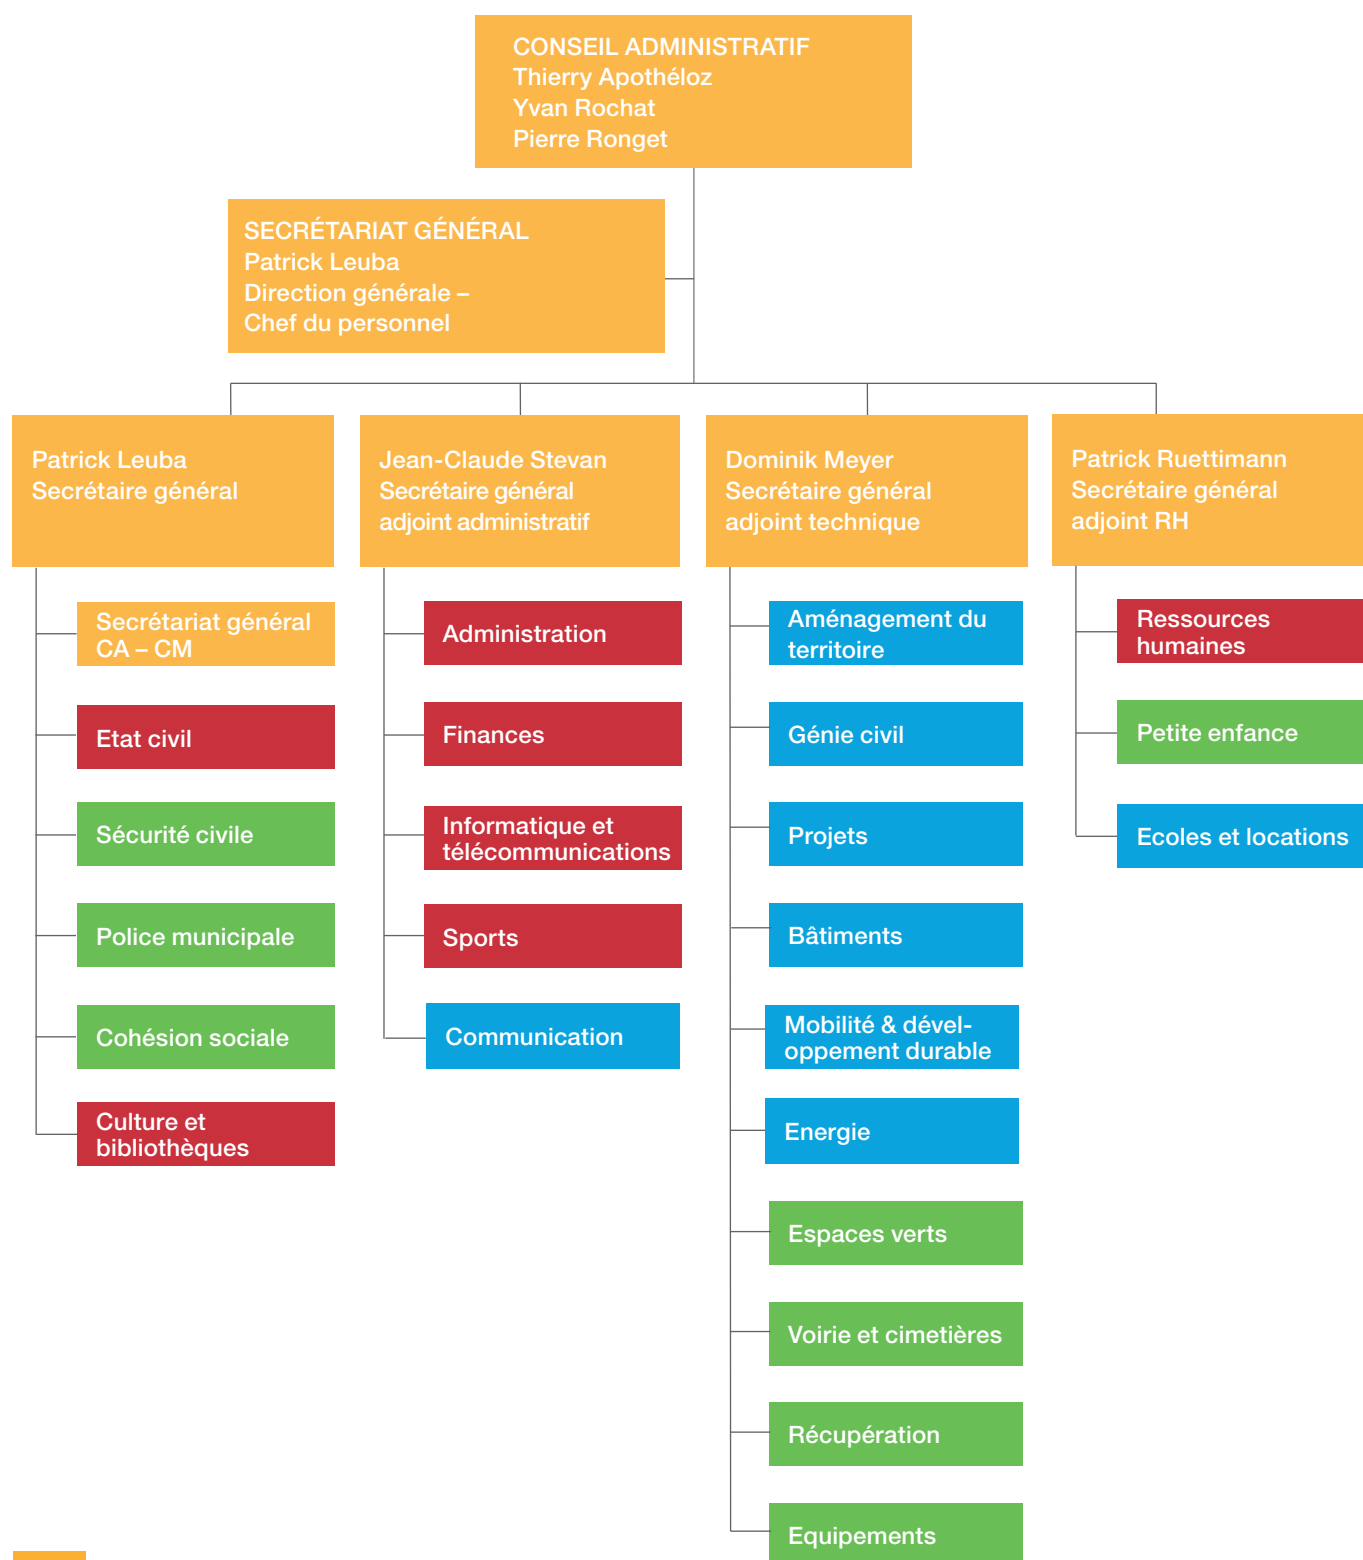 CONSEIL ADMINISTRATIF
Thierry Apothéloz
Yvan Rochat
Pierre Ronget
SECRÉTARIAT GÉNÉRAL
Patrick Leuba
Direction générale –
Chef du personnel
Patrick Leuba
Secrétaire général
Secrétariat général
CA – CM
Etat civil
Sécurité civile
Police municipale
Cohésion sociale
Culture et
bibliothèques
Jean-Claude Stevan
Secrétaire général
adjoint administratif
Administration
Finances
Informatique et
télécommunications
Sports
Communication
Dominik Meyer
Secrétaire général
adjoint technique
Aménagement du
territoire
Génie civil
Projets
Bâtiments
Mobilité & dével-
oppement durable
Energie
Espaces verts
Voirie et cimetières
Récupération
Equipements
Patrick Ruettimann
Secrétaire général
adjoint RH
Ressources
humaines
Petite enfance
Ecoles et locations